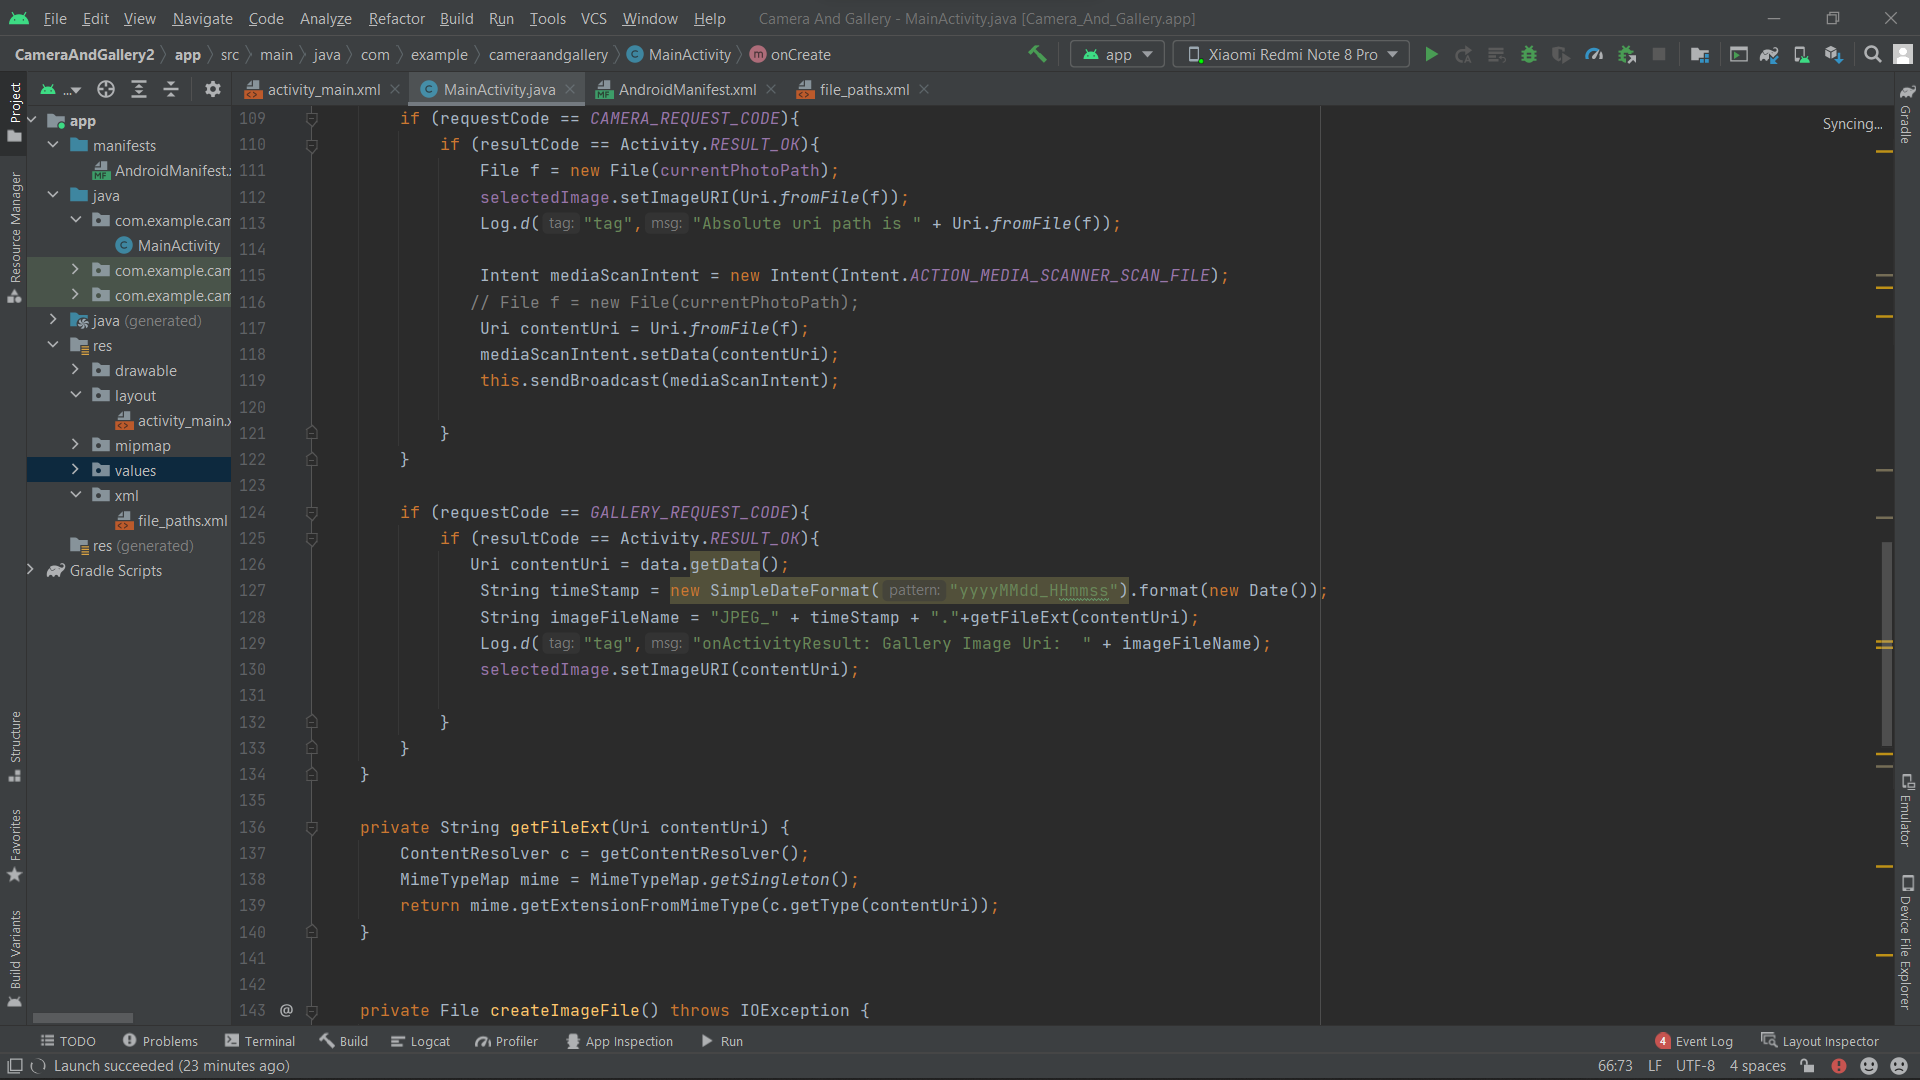 File Edit View Navigate Code Analyze Refactor Build Run Tools VCS Window Help Camera And Gallery - MainActivity.java [Camera_And_Gallery.app]
CameraAndGallery2 app src main java com example cameraandgallery MainActivity onCreate app Xiaomi Redmi Note 8 Pro
... activity_main.xml MainActivity.java AndroidManifest.xml file_paths.xml
Project
Resource Manager
Structure
Favorites
Build Variants
app
manifests
AndroidManifest.
java
com.example.cam
MainActivity
com.example.cam
com.example.cam
java (generated)
res
drawable
layout
activity_main.x
mipmap
values
xml
file_paths.xml
res (generated)
Gradle Scripts
109 if (requestCode == CAMERA_REQUEST_CODE){
110 if (resultCode == Activity.RESULT_OK){
111 File f = new File(currentPhotoPath);
112 selectedImage.setImageURI(Uri.fromFile(f));
113 Log.d( tag: "tag", msg: "Absolute uri path is " + Uri.fromFile(f));
114
115 Intent mediaScanIntent = new Intent(Intent.ACTION_MEDIA_SCANNER_SCAN_FILE);
116 // File f = new File(currentPhotoPath);
117 Uri contentUri = Uri.fromFile(f);
118 mediaScanIntent.setData(contentUri);
119 this.sendBroadcast(mediaScanIntent);
120
121 }
122 }
123
124 if (requestCode == GALLERY_REQUEST_CODE){
125 if (resultCode == Activity.RESULT_OK){
126 Uri contentUri = data.getData();
127 String timeStamp = new SimpleDateFormat( pattern: "yyyyMMdd_HHmmss").format(new Date());
128 String imageFileName = "JPEG_" + timeStamp + "."+getFileExt(contentUri);
129 Log.d( tag: "tag", msg: "onActivityResult: Gallery Image Uri:  " + imageFileName);
130 selectedImage.setImageURI(contentUri);
131
132 }
133 }
134 }
135
136 private String getFileExt(Uri contentUri) {
137 ContentResolver c = getContentResolver();
138 MimeTypeMap mime = MimeTypeMap.getSingleton();
139 return mime.getExtensionFromMimeType(c.getType(contentUri));
140 }
141
142
143 @ private File createImageFile() throws IOException {
Syncing...
Gradle
Emulator
Device File Explorer
TODO Problems Terminal Build Logcat Profiler App Inspection Run 4 Event Log Layout Inspector
Launch succeeded (23 minutes ago) 66:73 LF UTF-8 4 spaces